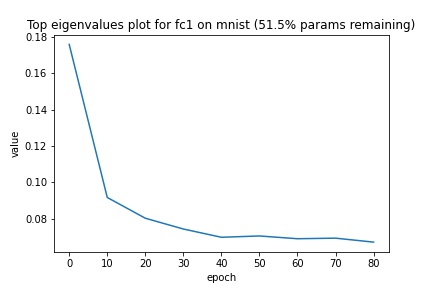 Top eigenvalues plot for fc1 on mnist (51.5% params remaining)
0.18
0.16
0.14
0.12
0.10
0.08
value
0 10 20 30 40 50 60 70 80
epoch